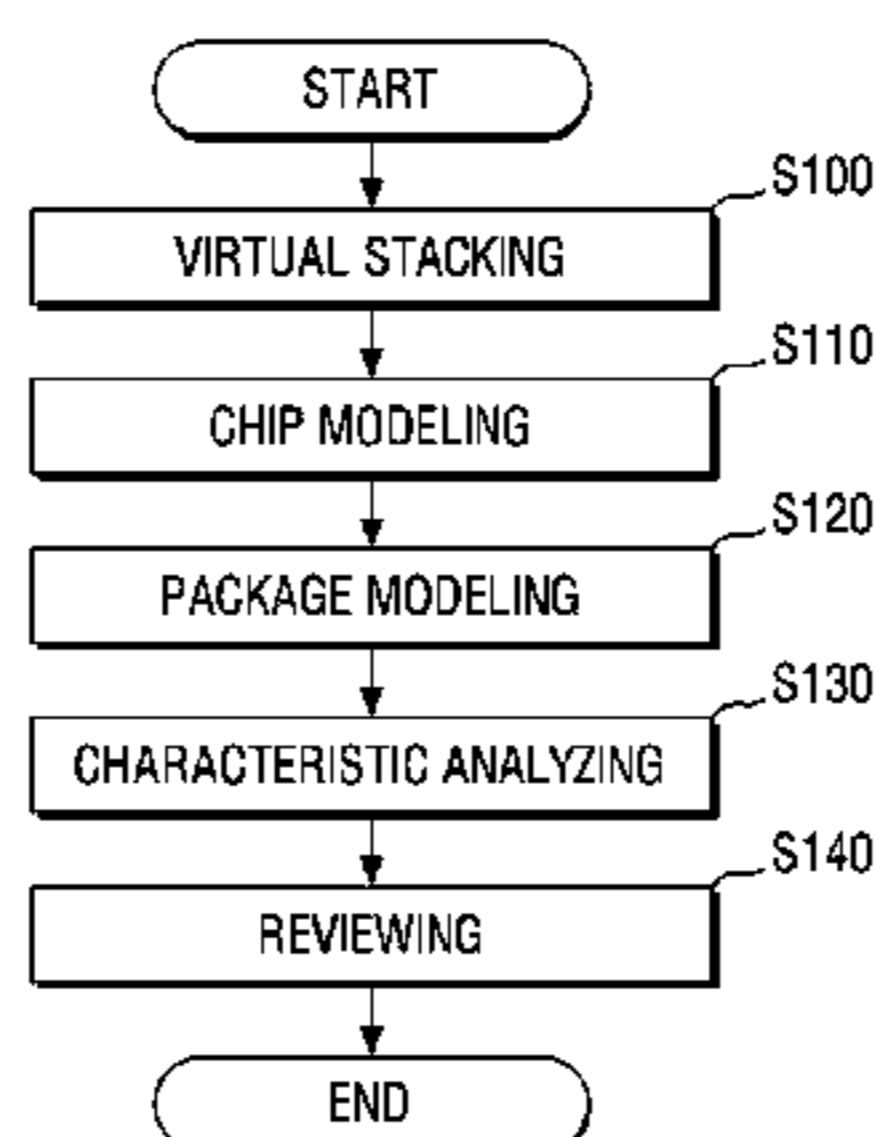 START
S100
VIRTUAL STACKING
S110
CHIP MODELING
S120
PACKAGE MODELING
S130
CHARACTERISTIC ANALYZING
S140
REVIEWING
END